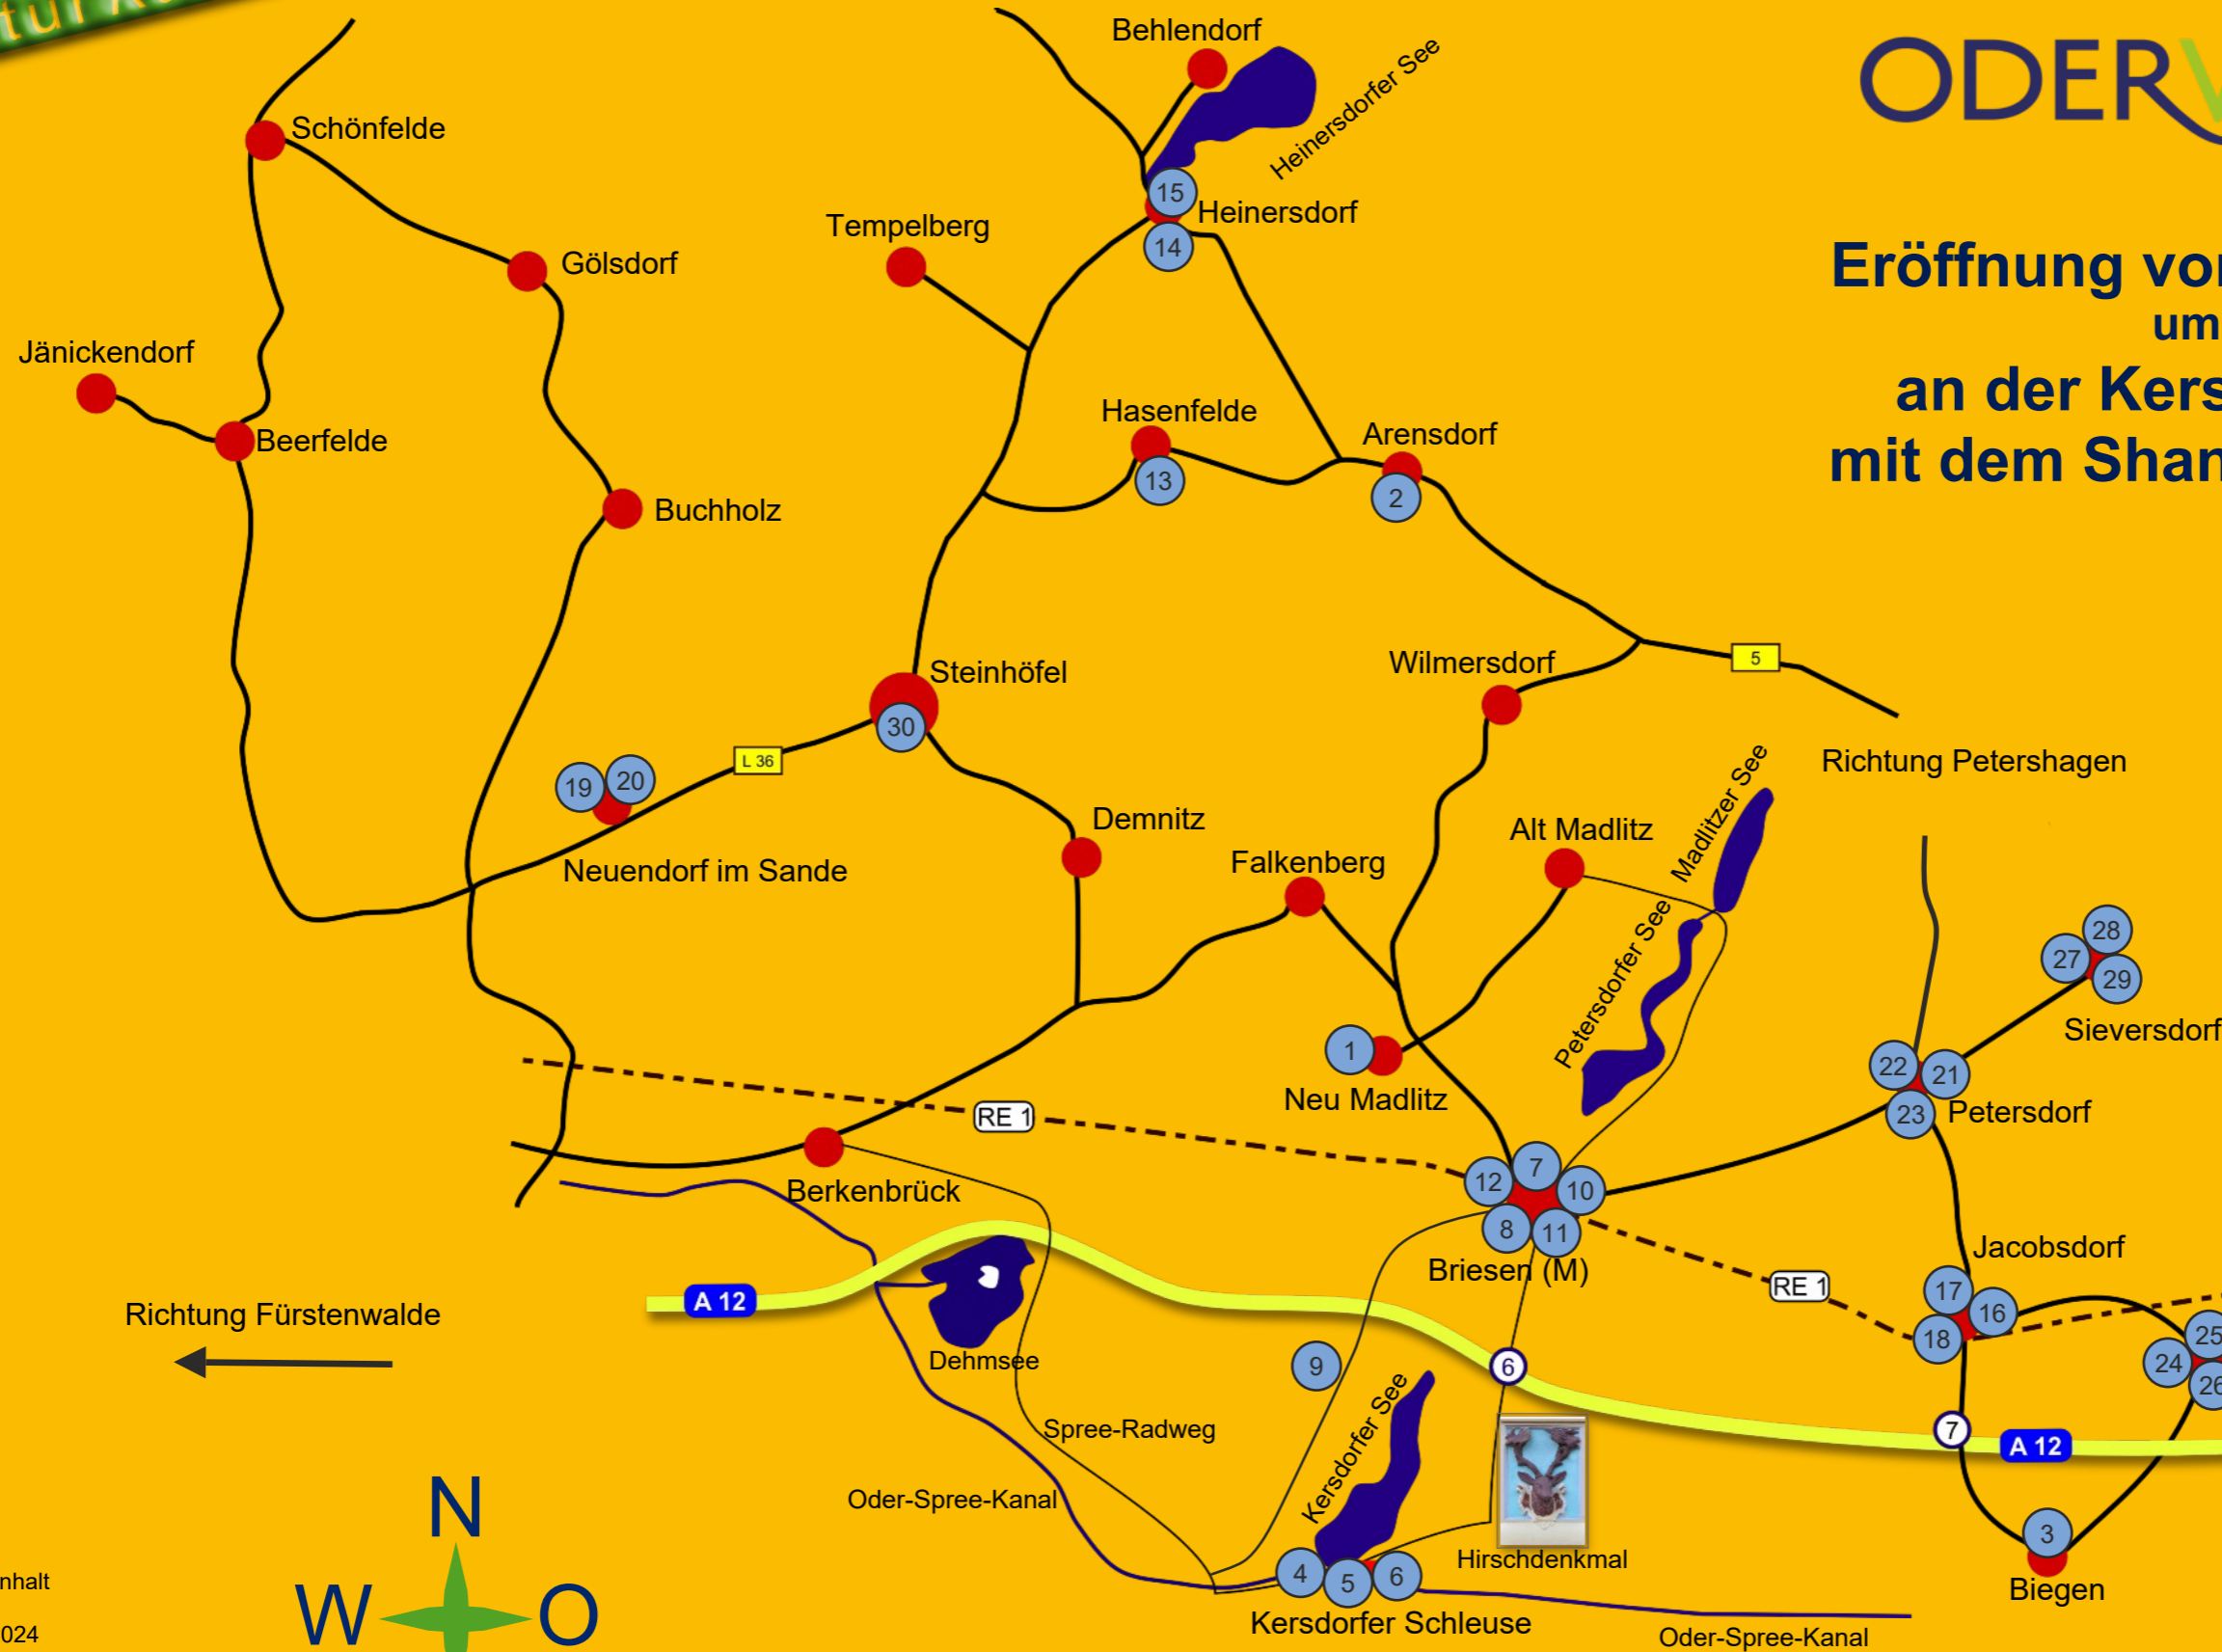 Behlendorf
Heinersdorfer See
ODER
Schönfelde
15
Heinersdorf
14
Tempelberg
Gölsdorf
Eröffnung
um
an der
mit dem
Jänickendorf
Beerfelde
Hasenfelde
13
Arensdorf
2
Buchholz
Steinhöfel
30
Wilmersdorf
5
Richtung Petershagen
L 36
19
20
Neuendorf im Sande
Demnitz
Falkenberg
Alt Madlitz
Madlitzer See
Petersdorfer See
28
27
29
Sieversdorf
1
Neu Madlitz
22
21
23
Petersdorf
RE 1
Berkenbrück
12
7
10
8
11
Briesen (M)
Jacobsdorf
RE 1
17
16
18
25
24
26
A 12
Richtung Fürstenwalde
Dehmsee
9
6
Kersdorfer See
Spree-Radweg
7
A 12
Oder-Spree-Kanal
Hirschdenkmal
3
Biegen
4
5
6
Kersdorfer Schleuse
Oder-Spree-Kanal
N
W
O
nhalt
024